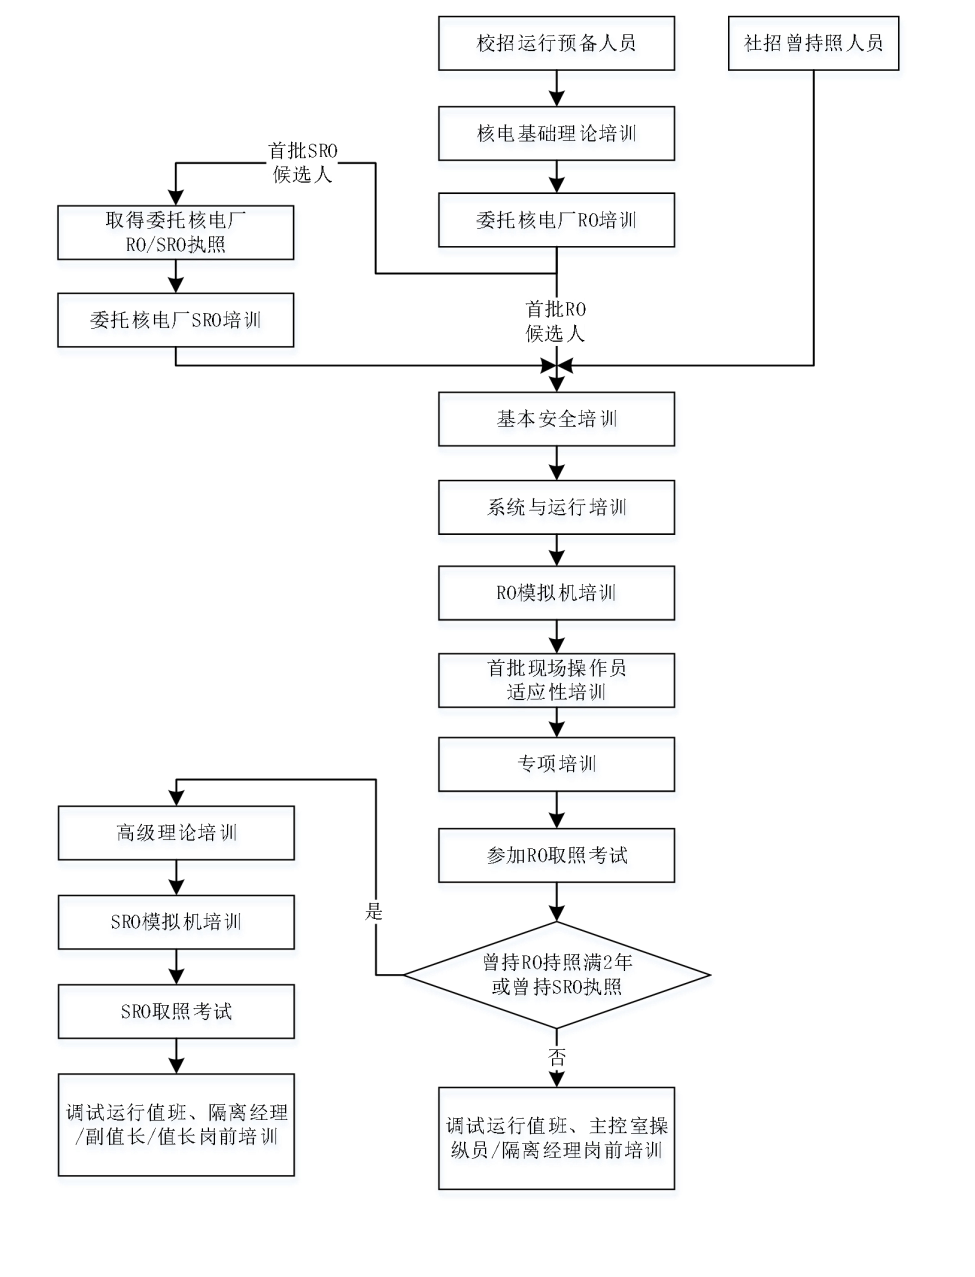 校招运行预备人员
社招曾持照人员
核电基础理论培训
首批SRO
候选人
委托核电厂RO培训
取得委托核电厂
RO/SRO执照
委托核电厂SRO培训
首批RO
候选人
基本安全培训
系统与运行培训
RO模拟机培训
首批现场操作员
适应性培训
专项培训
参加RO取照考试
高级理论培训
是
SRO模拟机培训
曾持RO持照满2年
或曾持SRO执照
SRO取照考试
否
调试运行值班、隔离经理
/副值长/值长岗前培训
调试运行值班、主控室操
纵员/隔离经理岗前培训